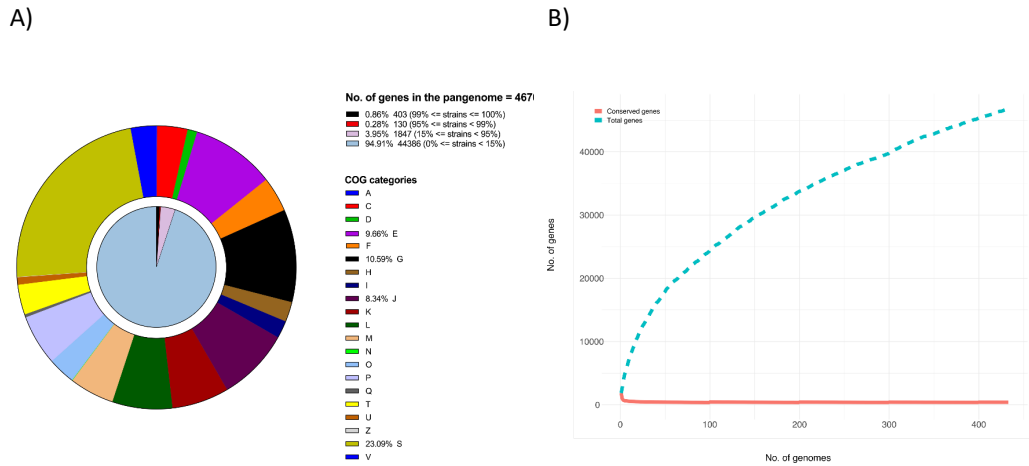 A)
B)
No. of genes in the pangenome = 467
0.86% 403 (99% <= strains <= 100%)
0.28% 130 (95% <= strains < 99%)
3.95% 1847 (15% <= strains < 95%)
94.91% 44386 (0% <= strains < 15%)
COG categories
A
C
D
9.66% E
F
10.59% G
H
I
8.34% J
K
L
M
N
O
P
Q
T
U
Z
23.09% S
V
Conserved genes
Total genes
No. of genes
40000
30000
20000
10000
0
0 100 200 300 400
No. of genomes